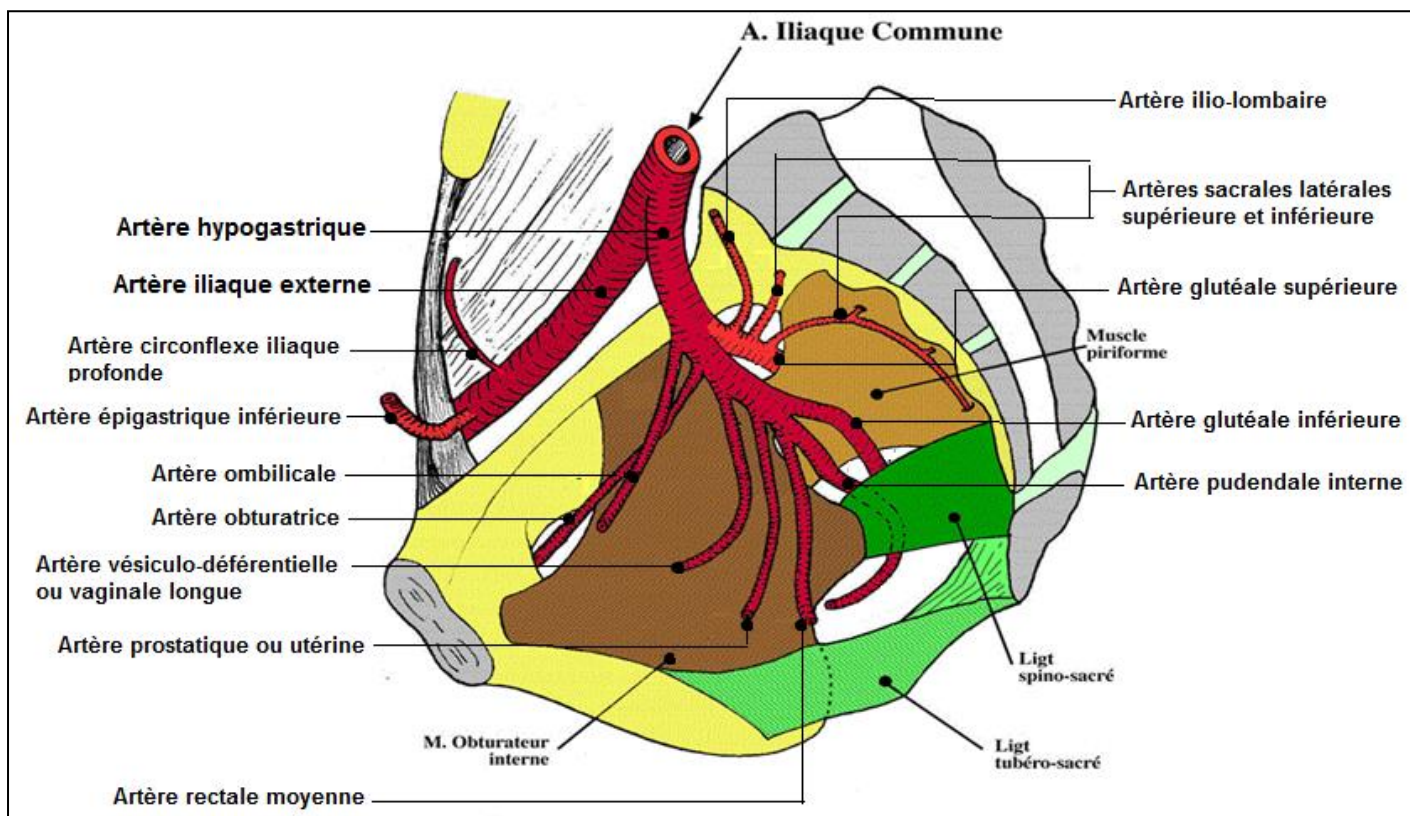 A. Iliaque Commune
Artère ilio-lombaire
Artères sacrales latérales
supérieure et inférieure
Artère hypogastrique
Artère iliaque externe
Artère glutéale supérieure
Artère circonflexe iliaque
profonde
Muscle
piriforme
Artère épigastrique inférieure
Artère glutéale inférieure
Artère ombilicale
Artère pudendale interne
Artère obturatrice
Artère vésiculo-déférentielle
ou vaginale longue
Artère prostatique ou utérine
Ligt
spino-sacré
M. Obturateur
interne
Ligt
tubéro-sacré
Artère rectale moyenne